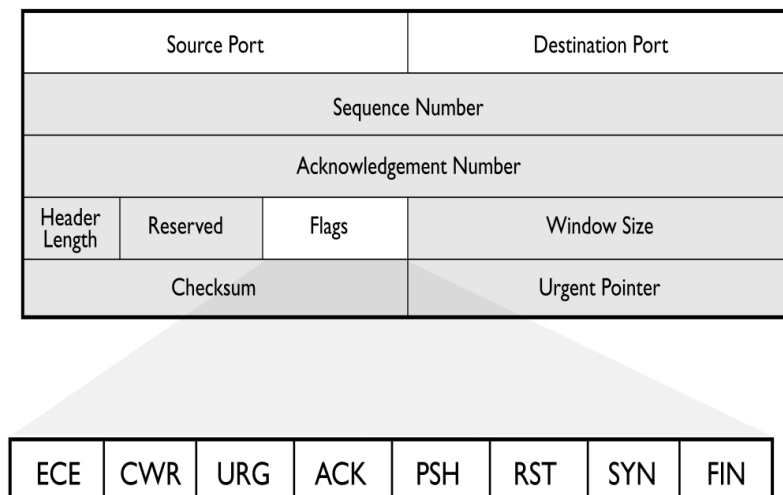 Source Port Destination Port
Sequence Number
Acknowledgement Number
Header Length Reserved Flags Window Size
Checksum Urgent Pointer
ECE CWR URG ACK PSH RST SYN FIN